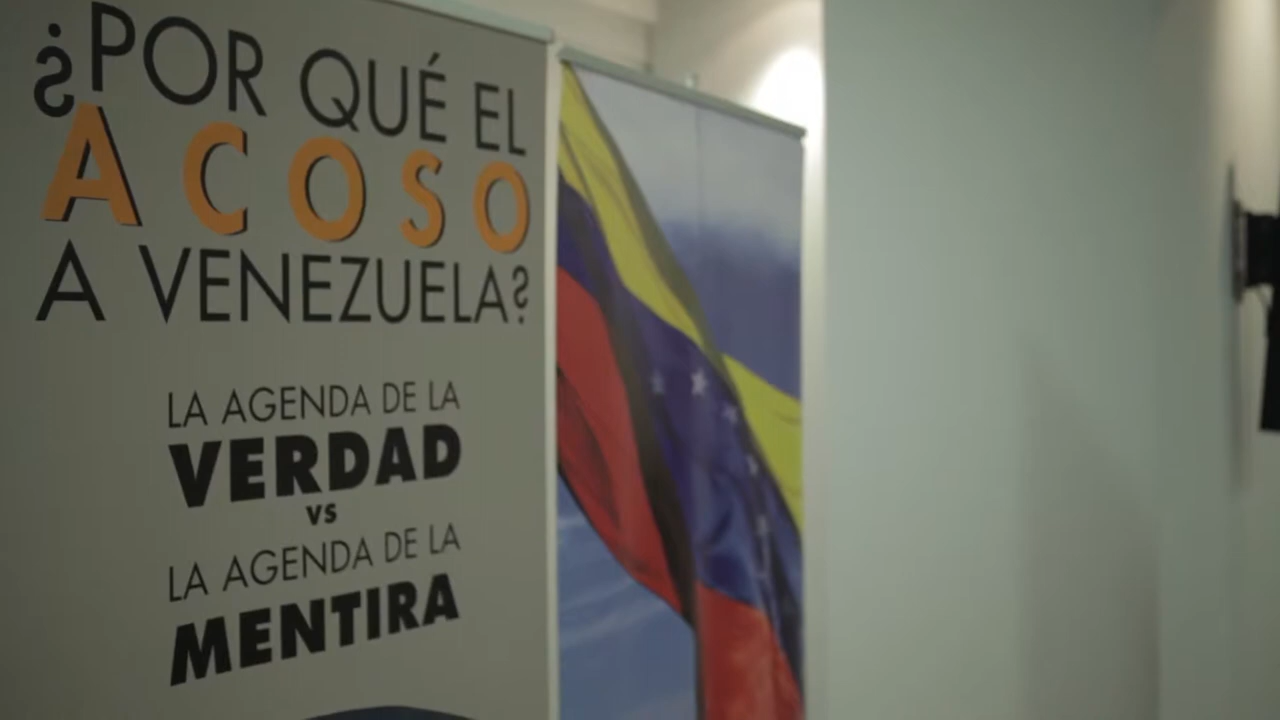 ¿POR QUÉ EL
ACOSO
A VENEZUELA?
LA AGENDA DE LA
VERDAD
VS
LA AGENDA DE LA
MENTIRA